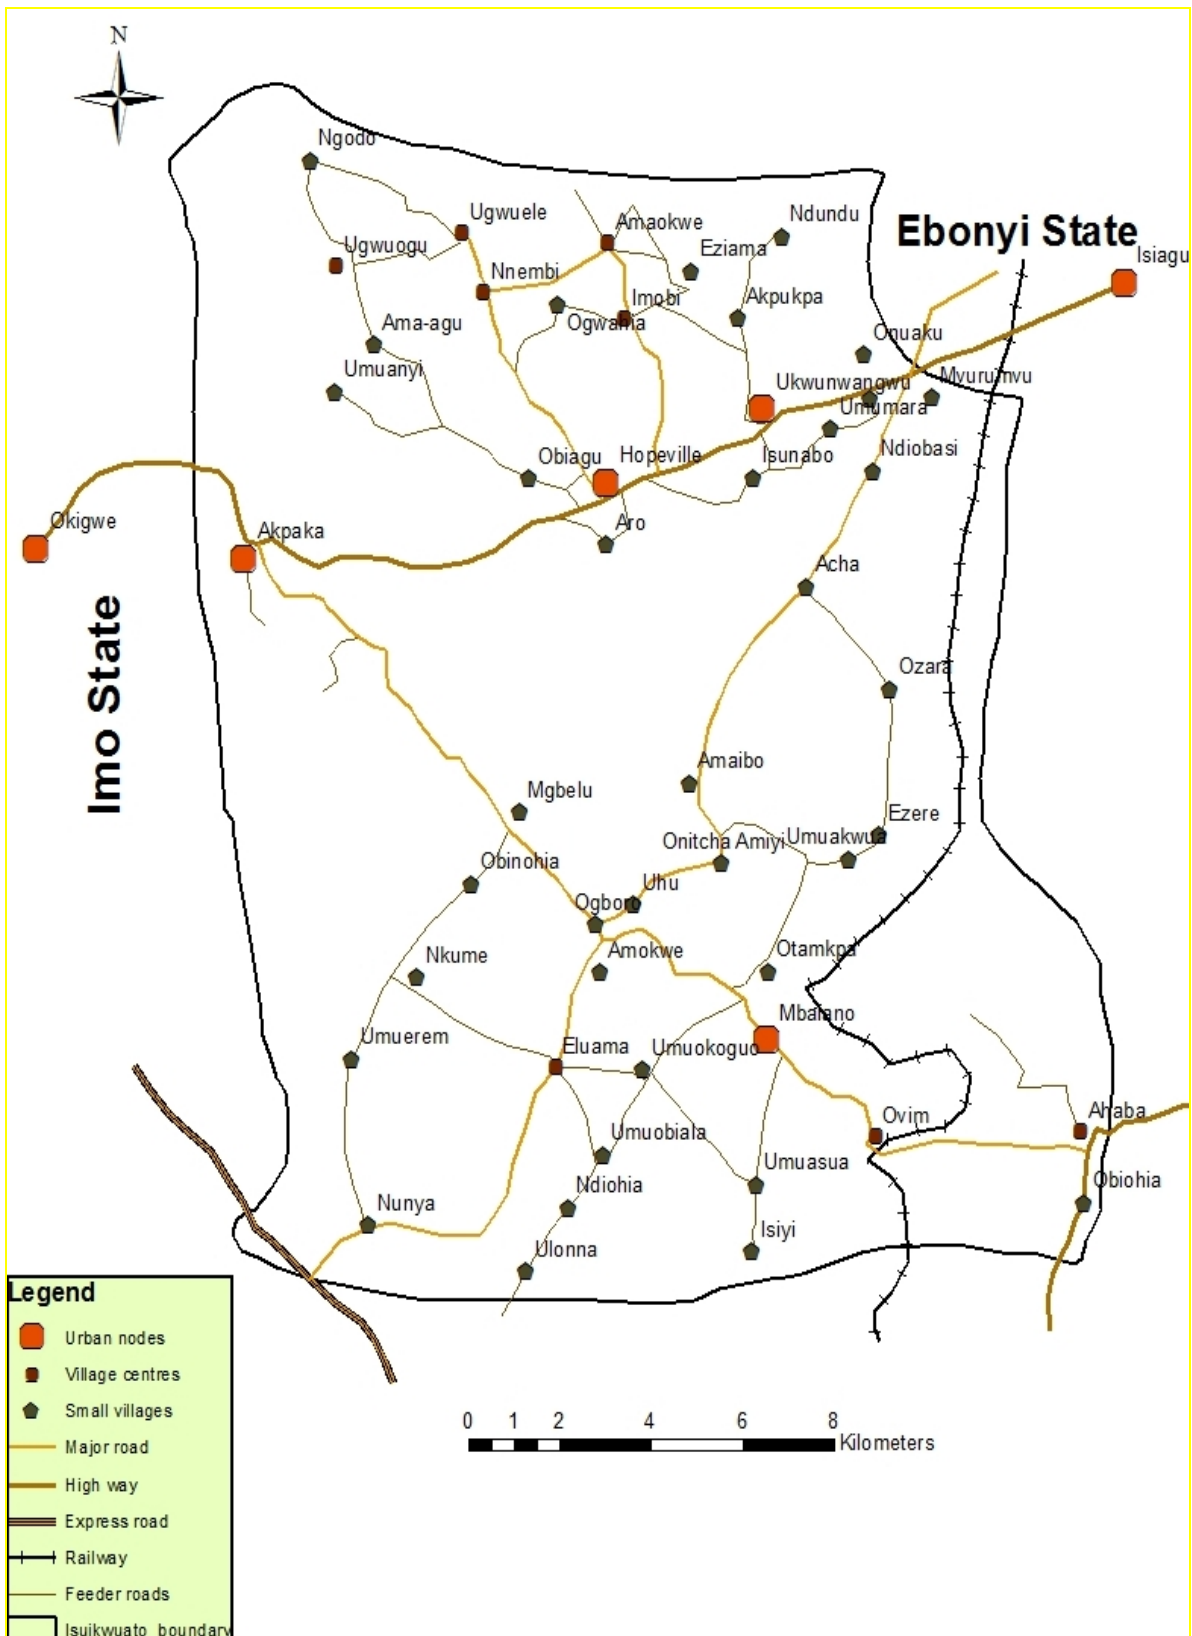 N
Ngodo
Ugwuele
Amaokwe
Ndundu
Ebonyi State
Ugwuogu
Eziama
Isiagu
Nnembi
Imobi
Akpukpa
Ogwaha
Ama-agu
Onuaku
Umuanyi
Ukwunwangwu
Mvurumvu
Umumara
Obiagu
Hopeville
Isunabo
Ndiobasi
Okigwe
Akpaka
Aro
Acha
Imo State
Ozara
Amaibo
Mgbelu
Ezere
Onitcha Amiyi
Umuakwua
Obinohia
Uhu
Ogboro
Amokwe
Otamkpa
Nkume
Mbalano
Umuerem
Eluama
Umuokoguo
Ovim
Ahaba
Umuobiala
Umuasua
Obiohia
Ndiohia
Nunya
Isiyi
Ulonna
Legend
Urban nodes
Village centres
Small villages
Major road
High way
Express road
Railway
Feeder roads
Isuikwuato boundary
0 1 2 4 6 8
Kilometers